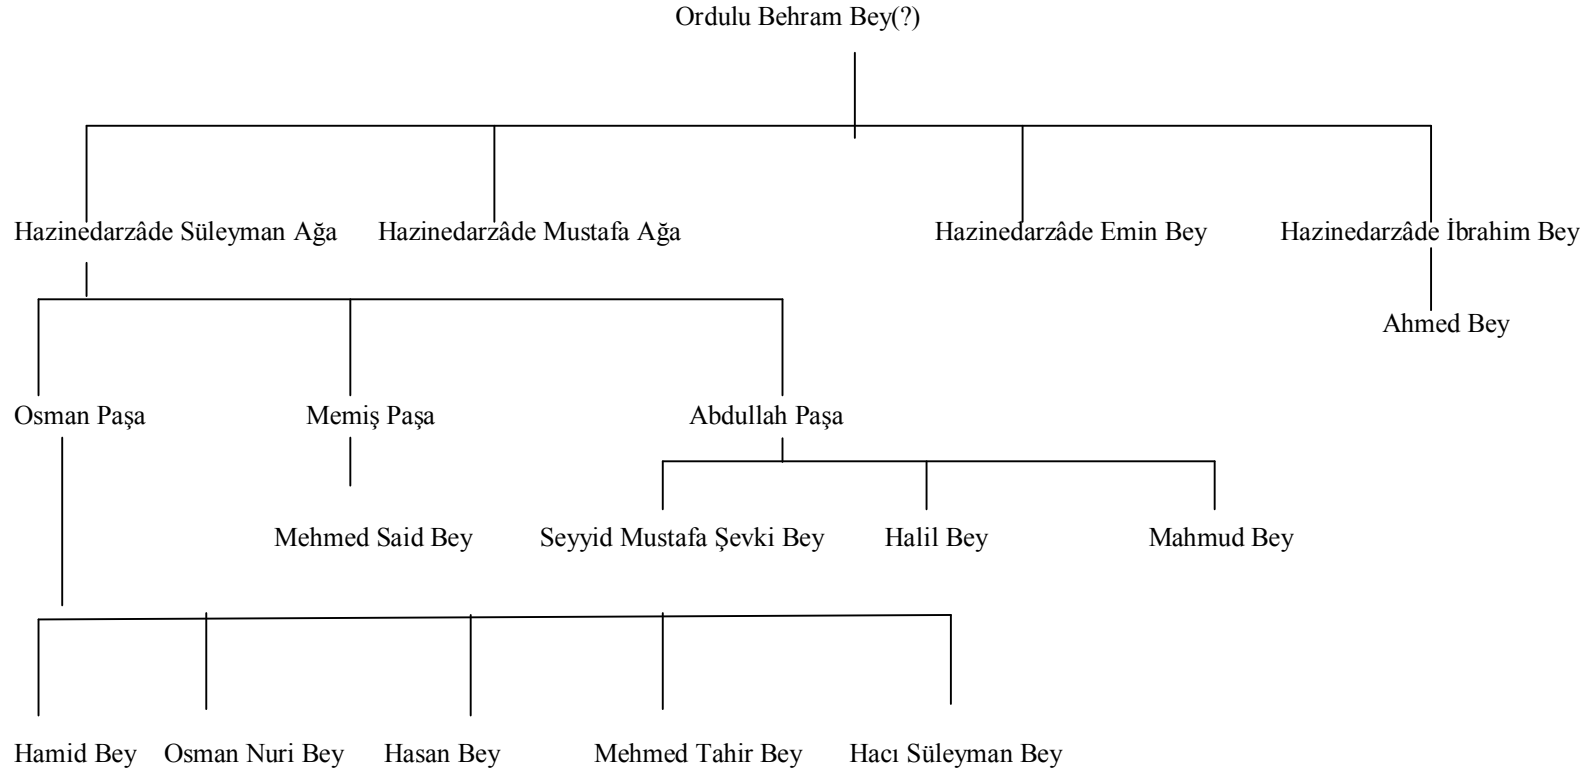 Ordulu Behram Bey(?)
Hazinedarzâde Süleyman Ağa Hazinedarzâde Mustafa Ağa Hazinedarzâde Emin Bey Hazinedarzâde İbrahim Bey
Ahmed Bey
Osman Paşa Memiş Paşa Abdullah Paşa
Mehmed Said Bey Seyyid Mustafa Şevki Bey Halil Bey Mahmud Bey
Hamid Bey Osman Nuri Bey Hasan Bey Mehmed Tahir Bey Hacı Süleyman Bey